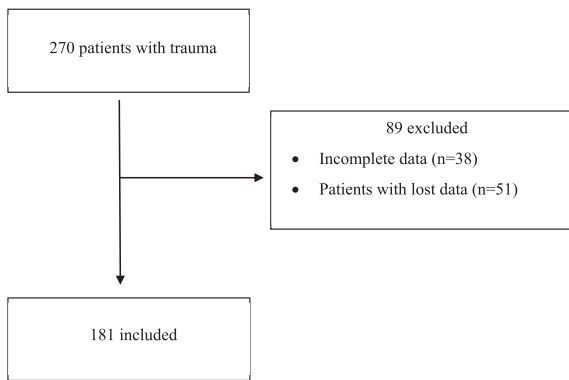 270 patients with trauma
89 excluded
• Incomplete data (n=38)
• Patients with lost data (n=51)
181 included